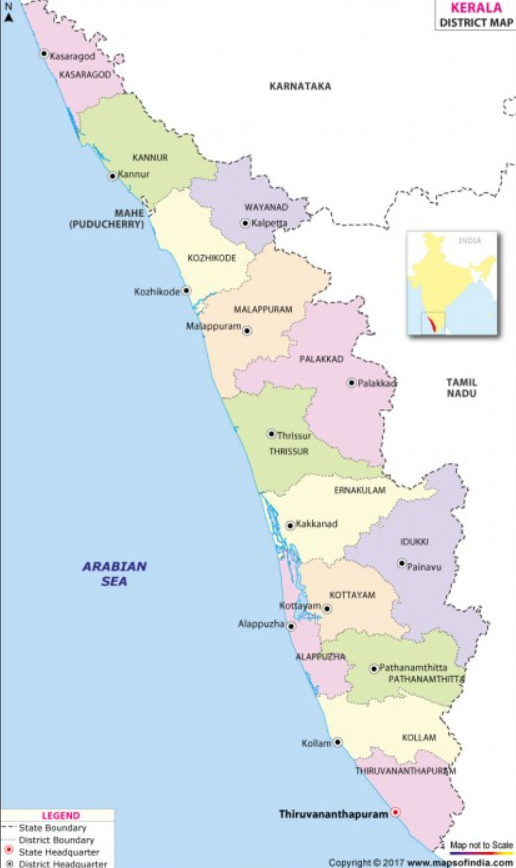 N
KERALA
DISTRICT MAP
Kasaragod
KASARAGOD
KARNATAKA
KANNUR
Kannur
MAHE
(PUDUCHERRY)
WAYANAD
Kalpetta
INDIA
KOZHIKODE
Kozhikode
MALAPPURAM
Malappuram
PALAKKAD
Palakkad
TAMIL
NADU
Thrissur
THRISSUR
ERNAKULAM
Kakkanad
IDUKKI
Painavu
ARABIAN
SEA
KOTTAYAM
Kottayam
Alappuzha
ALAPPUZHA
Pathanamthitta
PATHANAMTHITTA
KOLLAM
Kollam
THIRUVANANTHAPURAM
Thiruvananthapuram
LEGEND
State Boundary
District Boundary
State Headquarter
District Headquarter
Map not to Scale
Copyright © 2017 www.mapsofindia.com